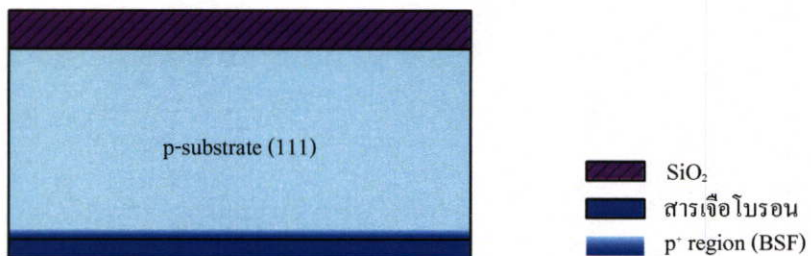 p-substrate (111)
SiO₂
สารเจือโบรอน
p⁺ region (BSF)